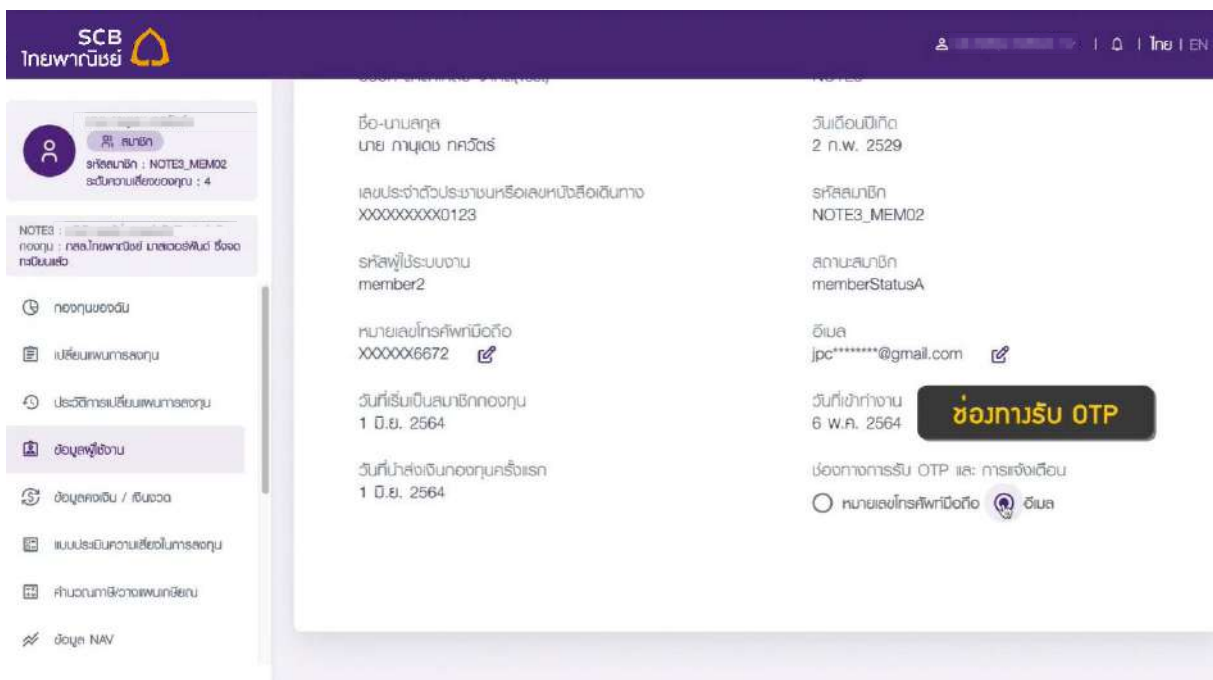 SCB
ไทยพาณิชย์
ไทย | EN
สมาชิก
รหัสสมาชิก : NOTE3_MEM02
ระดับความเสี่ยงของคุณ : 4
NOTE3 :
กองทุน : กสล.ไทยพาณิชย์ มาสเตอร์ฟันด์ ซึ่งจด
ทะเบียนแล้ว
กองทุนของฉัน
เปลี่ยนแผนการลงทุน
ประวัติการเปลี่ยนแผนการลงทุน
ข้อมูลผู้ใช้งาน
ข้อมูลคงเงิน / เงินงวด
แบบประเมินความเสี่ยงในการลงทุน
คำนวณภาษี/วางแผนเกษียณ
ข้อมูล NAV
ชื่อ-นามสกุล
นาย ภานุเดช ทศวัตร์
วันเดือนปีเกิด
2 ก.พ. 2529
เลขประจำตัวประชาชนหรือเลขหนังสือเดินทาง
XXXXXXXXX0123
รหัสสมาชิก
NOTE3_MEM02
รหัสผู้ใช้ระบบงาน
member2
สถานะสมาชิก
memberStatusA
หมายเลขโทรศัพท์มือถือ
XXXXXX6672
อีเมล
jpc********@gmail.com
วันที่เริ่มเป็นสมาชิกกองทุน
1 มิ.ย. 2564
วันที่เข้าทำงาน
6 พ.ค. 2564
ช่องทางรับ OTP
วันที่นำส่งเงินกองทุนครั้งแรก
1 มิ.ย. 2564
ช่องทางการรับ OTP และ การแจ้งเตือน
หมายเลขโทรศัพท์มือถือ อีเมล